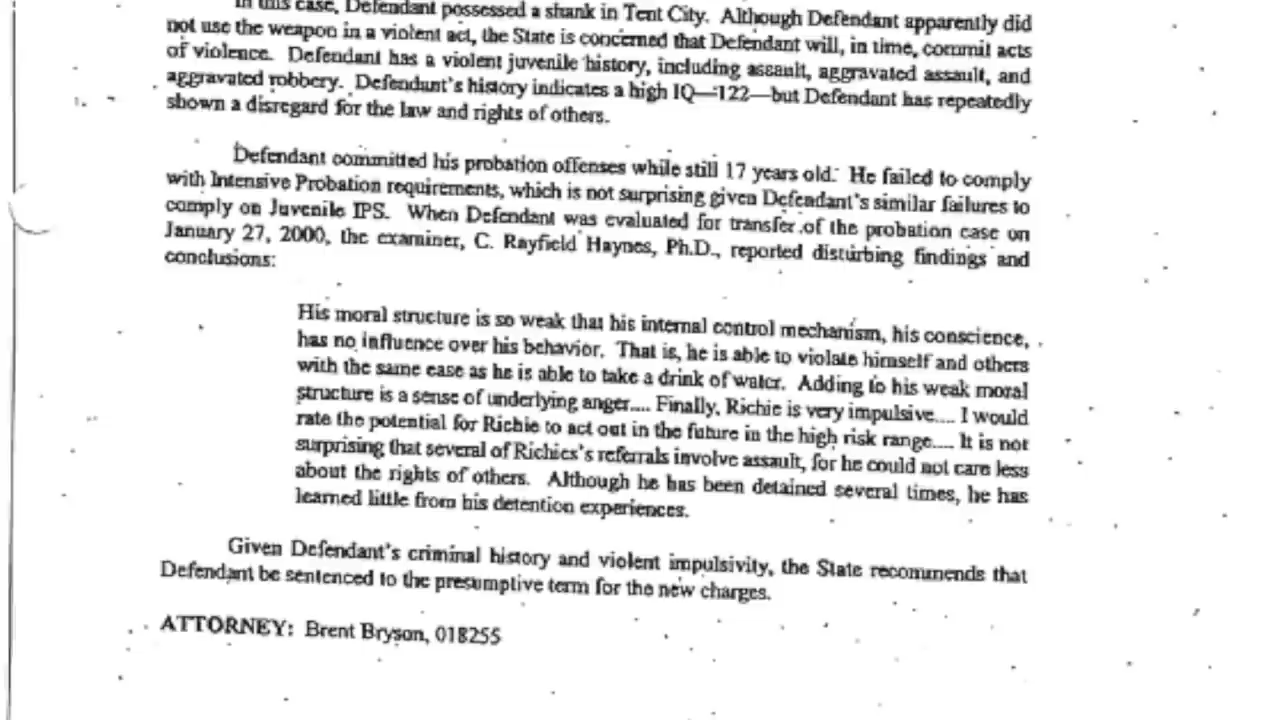 In this case, Defendant possessed a shank in Tent City. Although Defendant apparently did
not use the weapon in a violent act, the State is concerned that Defendant will, in time, commit acts
of violence. Defendant has a violent juvenile history, including assault, aggravated assault, and
aggravated robbery. Defendant's history indicates a high IQ—122—but Defendant has repeatedly
shown a disregard for the law and rights of others.
Defendant committed his probation offenses while still 17 years old. He failed to comply
with Intensive Probation requirements, which is not surprising given Defendant's similar failures to
comply on Juvenile IPS. When Defendant was evaluated for transfer of the probation case on
January 27, 2000, the examiner, C. Rayfield Haynes, Ph.D., reported disturbing findings and
conclusions:
His moral structure is so weak that his internal control mechanism, his conscience,
has no influence over his behavior. That is, he is able to violate himself and others
with the same ease as he is able to take a drink of water. Adding to his weak moral
structure is a sense of underlying anger.... Finally, Richie is very impulsive.... I would
rate the potential for Richie to act out in the future in the high risk range.... It is not
surprising that several of Richies's referrals involve assault, for he could not care less
about the rights of others. Although he has been detained several times, he has
learned little from his detention experiences.
Given Defendant's criminal history and violent impulsivity, the State recommends that
Defendant be sentenced to the presumptive term for the new charges.
ATTORNEY: Brent Bryson, 018255